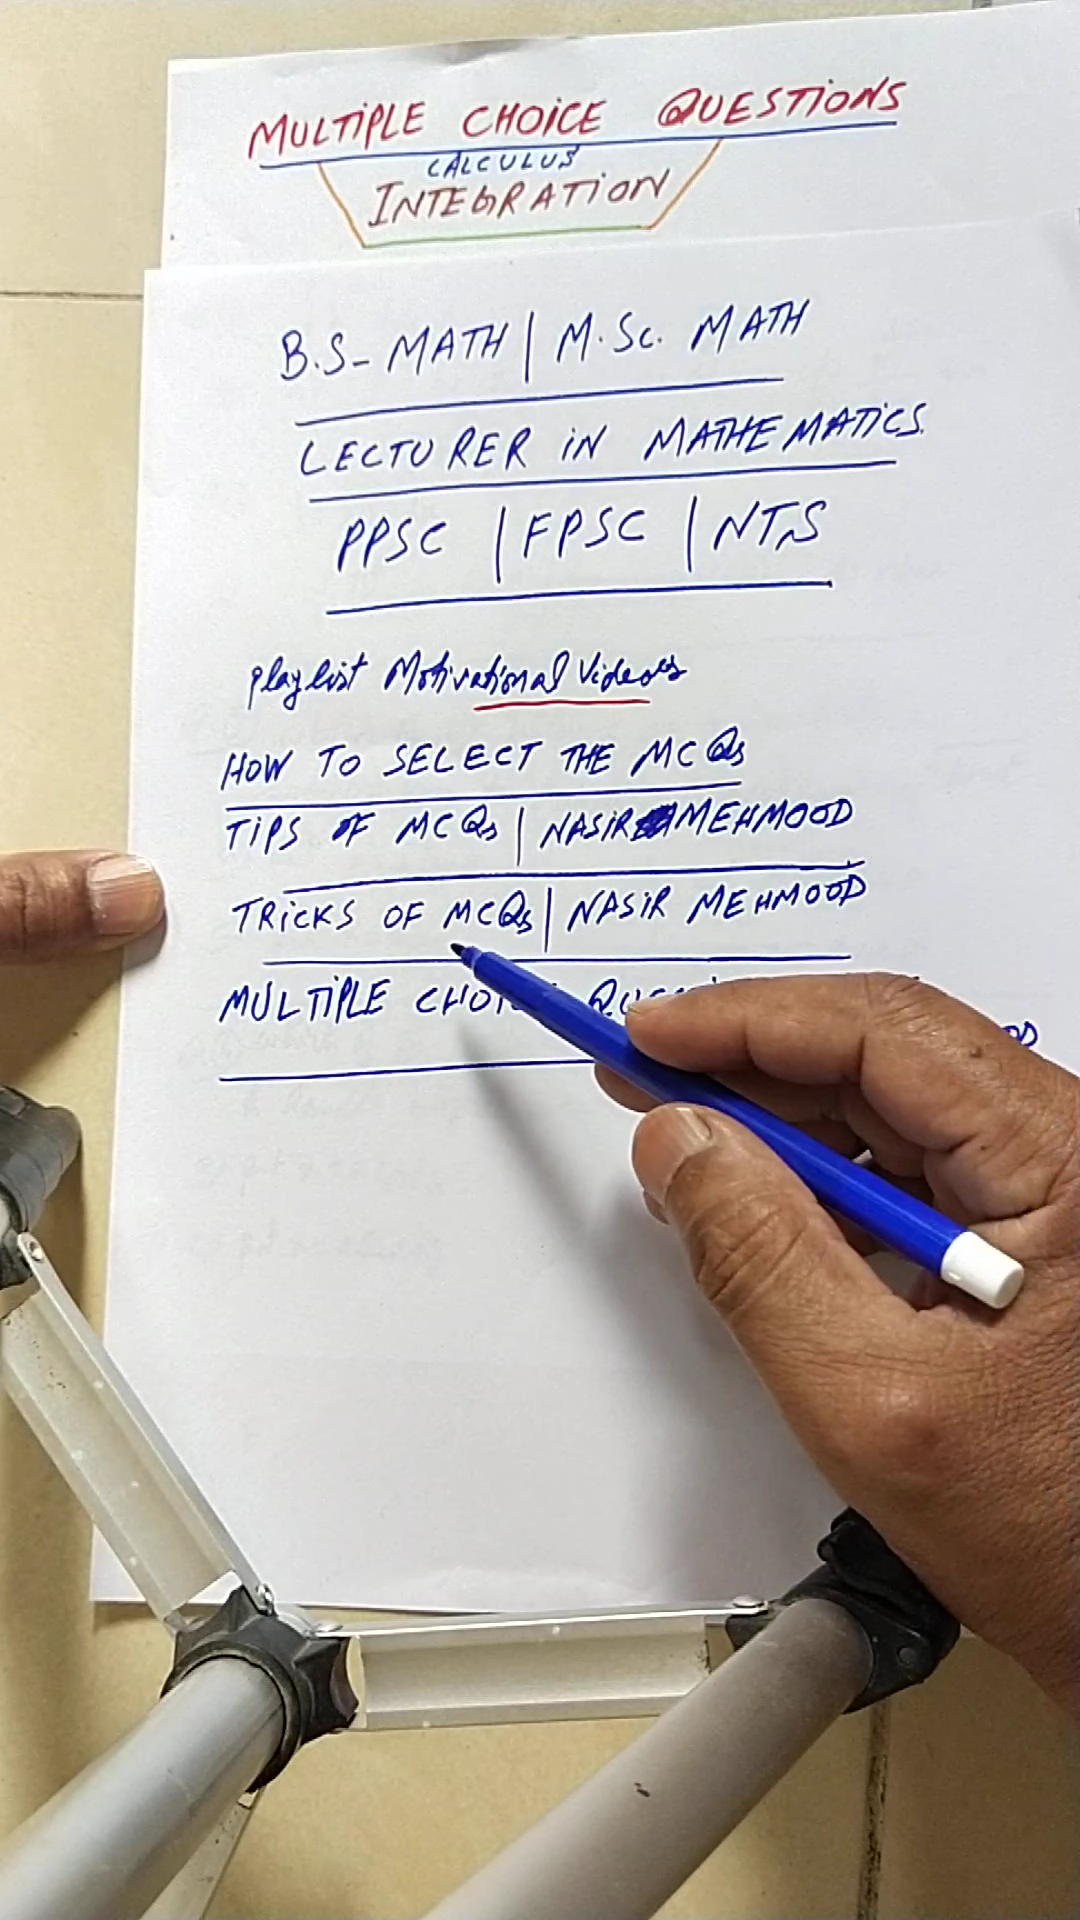 MULTIPLE CHOICE QUESTIONS
CALCULUS
INTEGRATION
B.S- MATH | M.Sc. MATH
LECTURER IN MATHEMATICS.
PPSC | FPSC | NTS
Playlist Motivational Videos
HOW TO SELECT THE MCQs
TIPS OF MCQs | NASIR MEHMOOD
TRICKS OF MCQs | NASIR MEHMOOD
MULTIPLE